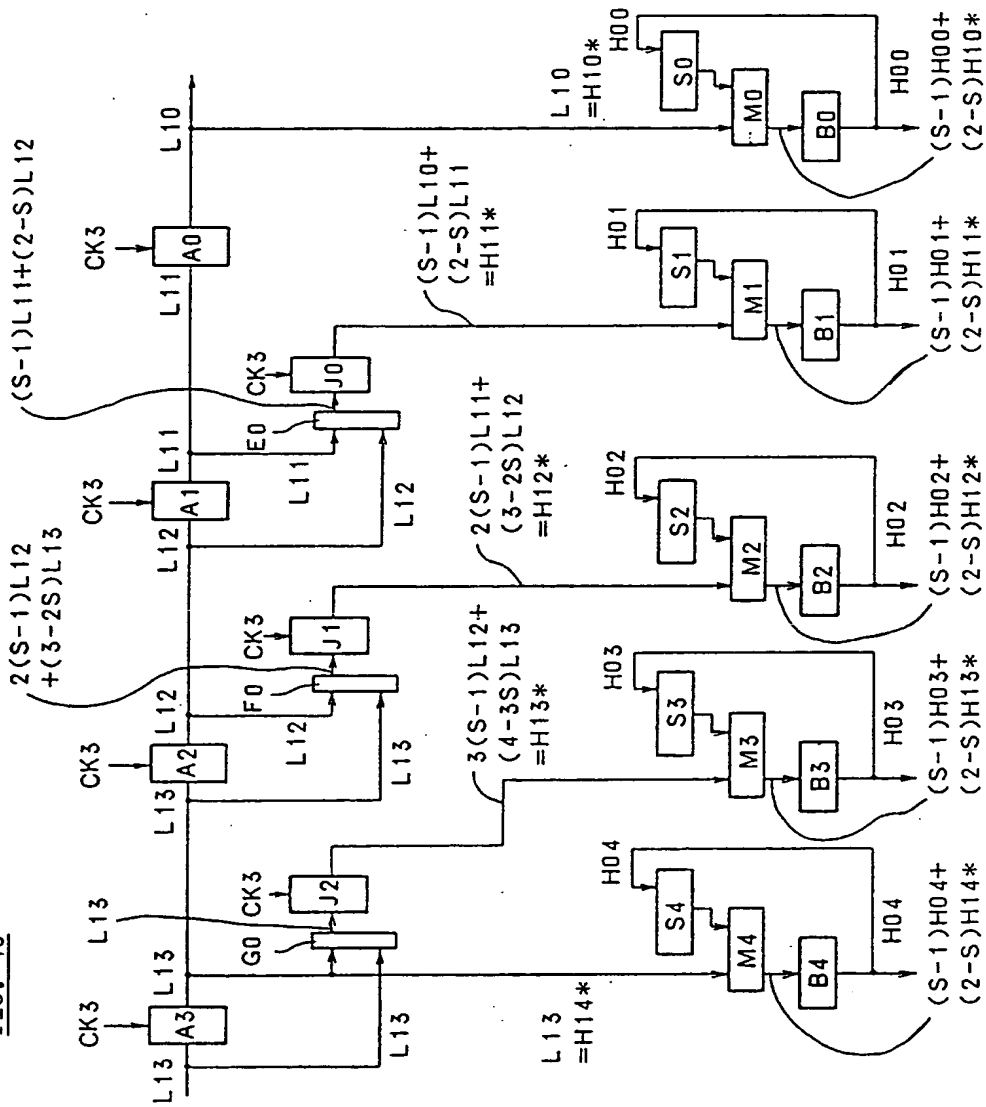 2(S-1)L12
+(3-2S)L13
(S-1)L11+(2-S)L12
CK3
CK3
CK3
CK3
L13
A3
L13
L13
A2
L12
L12
A1
L11
L11
A0
L10
L13
G0
CK3
J2
L13
L12
F0
L13
CK3
J1
L11
E0
L12
CK3
J0
L13
=H14*
3(S-1)L12+
(4-3S)L13
=H13*
2(S-1)L11+
(3-2S)L12
=H12*
(S-1)L10+
(2-S)L11
=H11*
L10
=H10*
H04
S4
M4
B4
H04
(S-1)H04+
(2-S)H14*
H03
S3
M3
B3
H03
(S-1)H03+
(2-S)H13*
H02
S2
M2
B2
H02
(S-1)H02+
(2-S)H12*
H01
S1
M1
B1
H01
(S-1)H01+
(2-S)H11*
H00
S0
M0
B0
H00
(S-1)H00+
(2-S)H10*